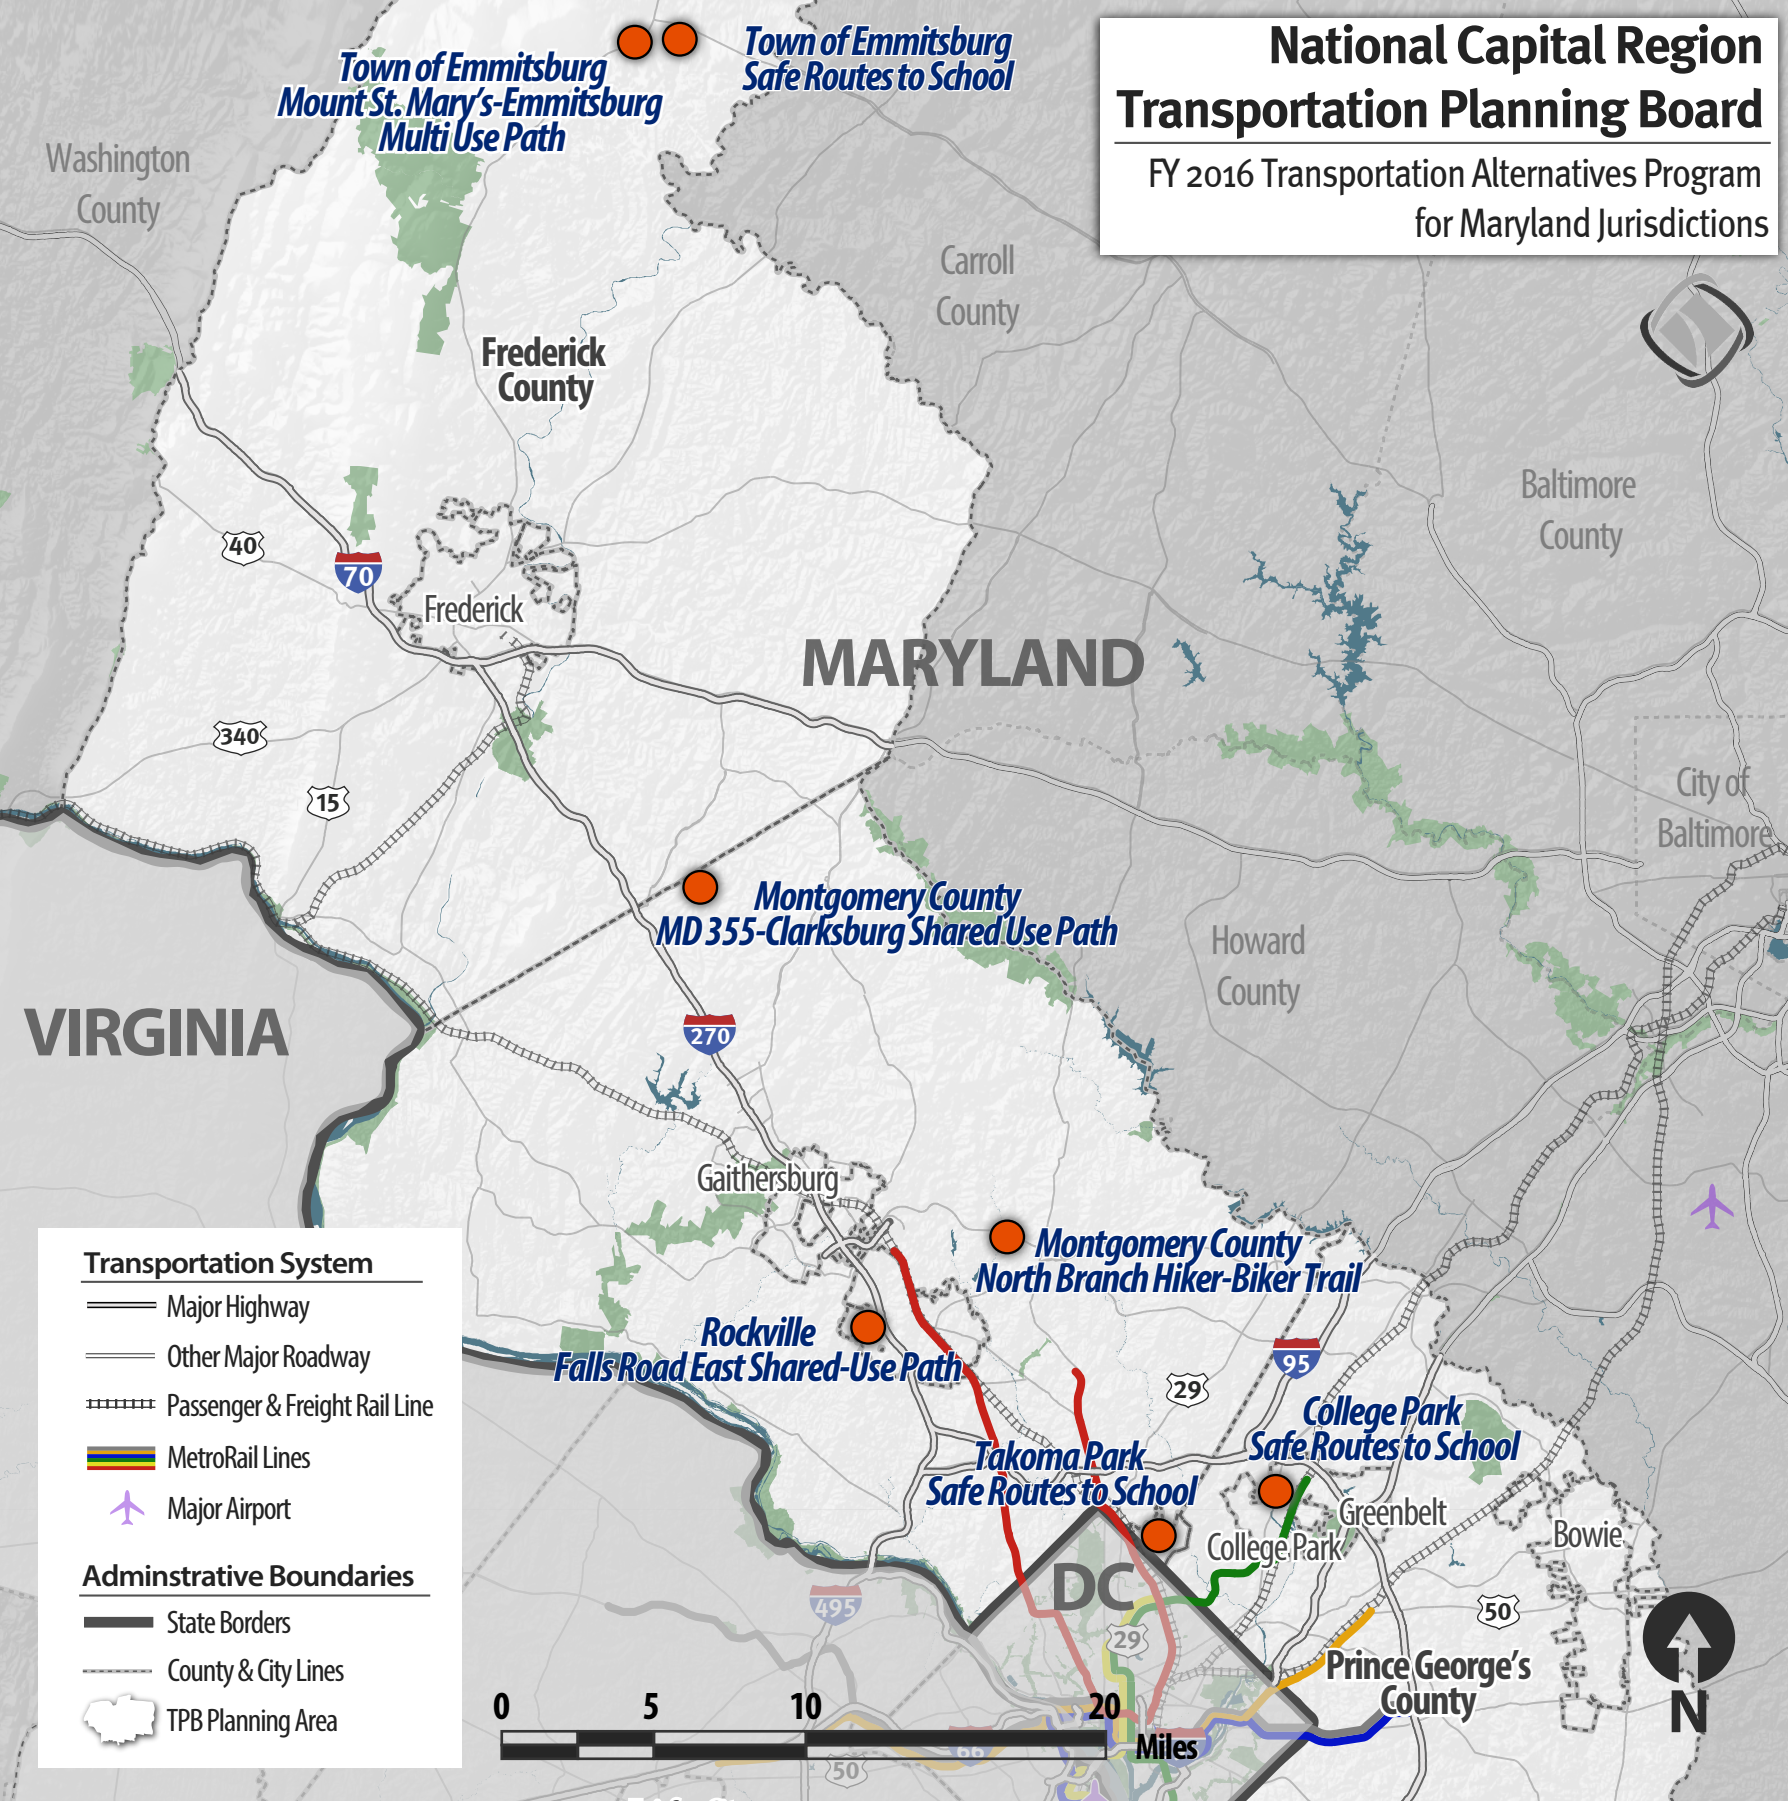 National Capital Region
Transportation Planning Board
FY 2016 Transportation Alternatives Program
for Maryland Jurisdictions
Town of Emmitsburg
Mount St. Mary's-Emmitsburg
Multi Use Path
Town of Emmitsburg
Safe Routes to School
Washington
County
Carroll
County
Frederick
County
Baltimore
County
40
70
Frederick
MARYLAND
340
15
City of
Baltimore
Montgomery County
MD 355-Clarksburg Shared Use Path
Howard
County
VIRGINIA
270
Gaithersburg
Montgomery County
North Branch Hiker-Biker Trail
Rockville
Falls Road East Shared-Use Path
95
29
College Park
Safe Routes to School
Takoma Park
Safe Routes to School
Greenbelt
College Park
Bowie
DC
495
29
50
Prince George's
County
N
0 5 10 20
Miles
66
50
Transportation System
Major Highway
Other Major Roadway
Passenger & Freight Rail Line
MetroRail Lines
Major Airport
Adminstrative Boundaries
State Borders
County & City Lines
TPB Planning Area